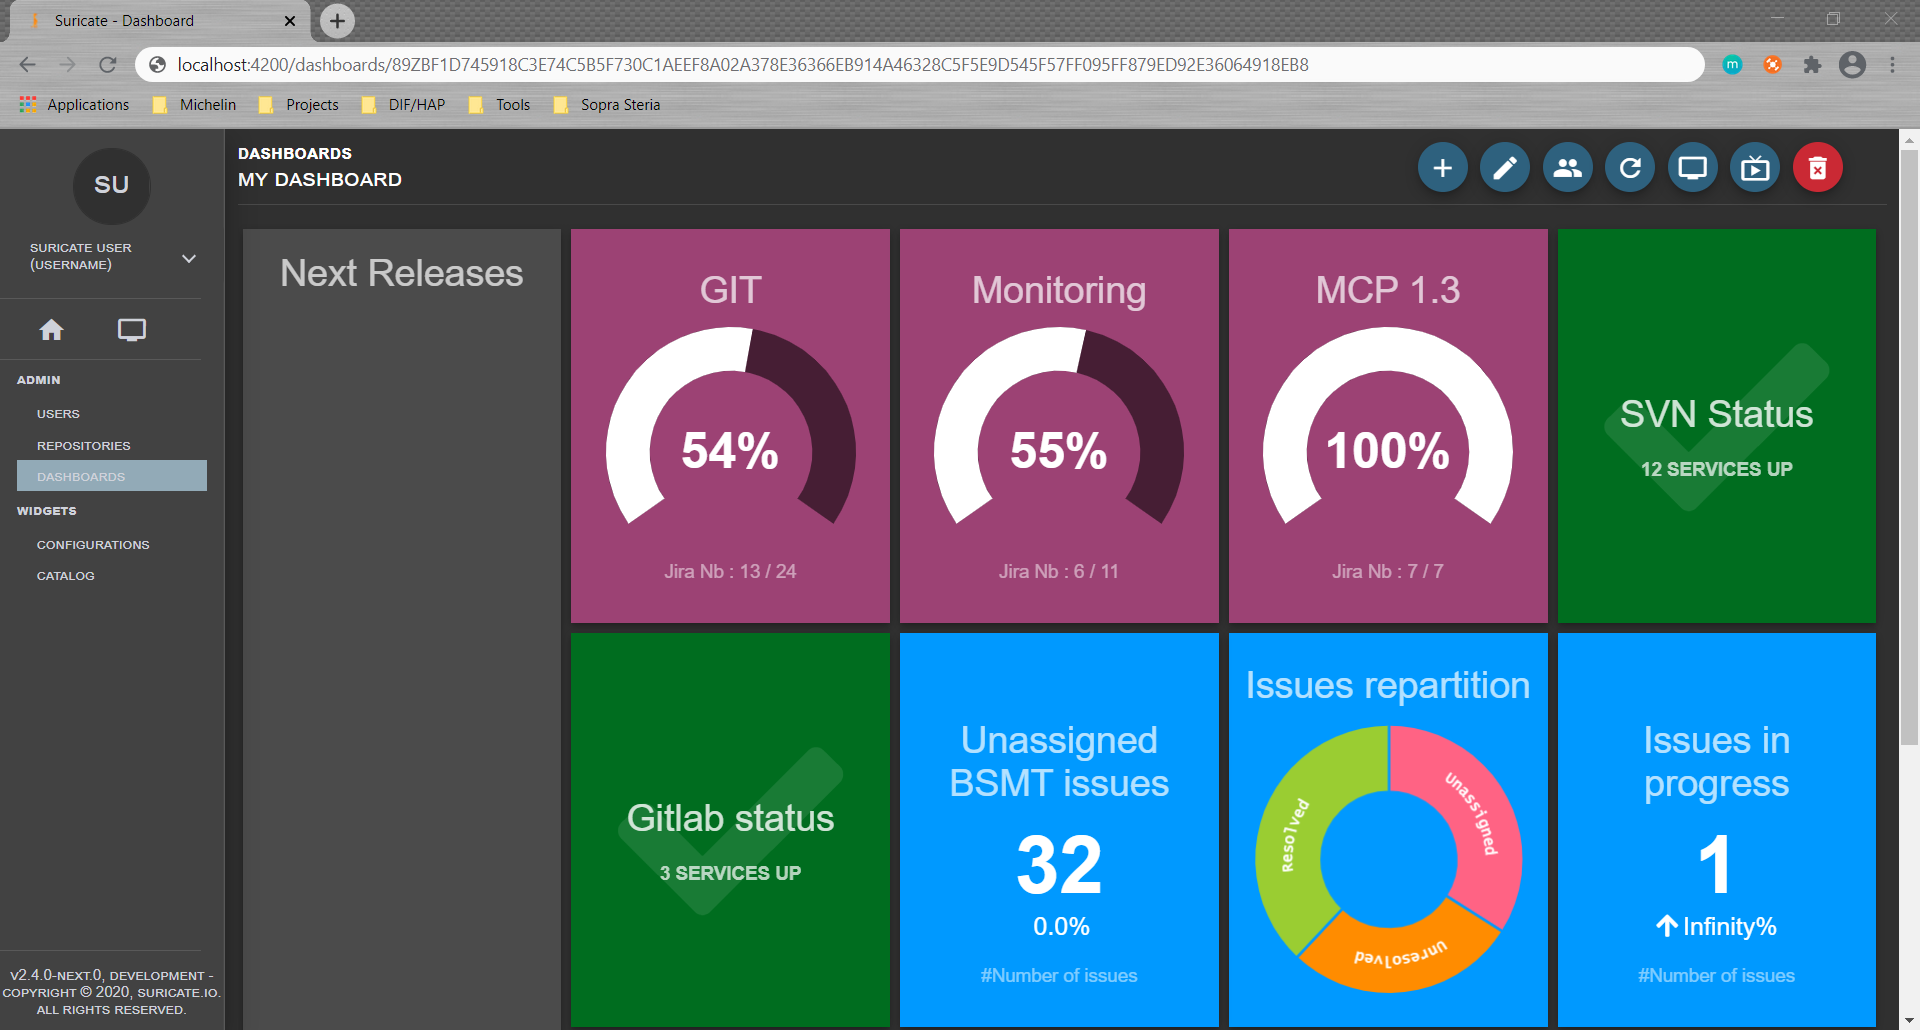 Suricate - Dashboard
localhost:4200/dashboards/89ZBF1D745918C3E74C5B5F730C1AEEF8A02A378E36366EB914A46328C5F5E9D545F57FF095FF879ED92E36064918EB8
m
Applications
Michelin
Projects
DIF/HAP
Tools
Sopra Steria
SU
SURICATE USER
(USERNAME)
ADMIN
USERS
REPOSITORIES
DASHBOARDS
WIDGETS
CONFIGURATIONS
CATALOG
V2.4.0-NEXT.0, DEVELOPMENT -
COPYRIGHT © 2020, SURICATE.IO.
ALL RIGHTS RESERVED.
DASHBOARDS
MY DASHBOARD
Next Releases
GIT
54%
Jira Nb : 13 / 24
Monitoring
55%
Jira Nb : 6 / 11
MCP 1.3
100%
Jira Nb : 7 / 7
SVN Status
12 SERVICES UP
Gitlab status
3 SERVICES UP
Unassigned
BSMT issues
32
0.0%
#Number of issues
Issues repartition
Unassigned
Unresolved
Resolved
Issues in
progress
1
Infinity%
#Number of issues